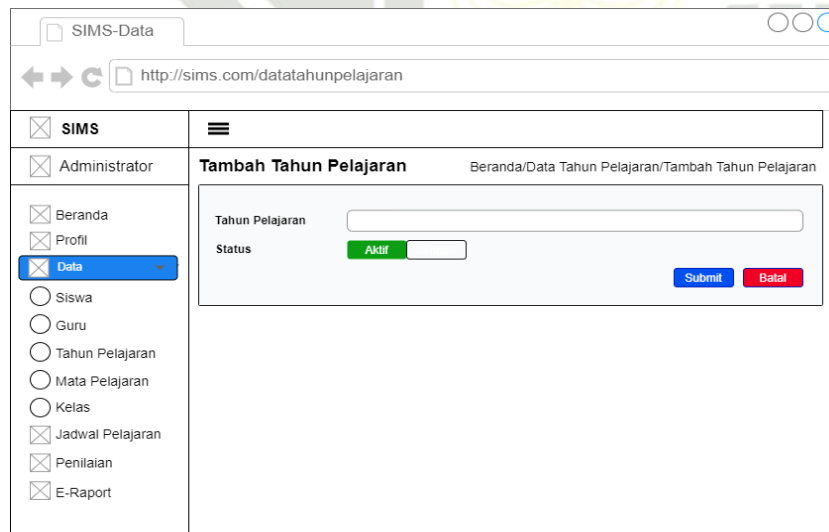 SIMS-Data
http://sims.com/datatahunpelajaran
SIMS
Administrator
Tambah Tahun Pelajaran
Beranda/Data Tahun Pelajaran/Tambah Tahun Pelajaran
Beranda
Profil
Data
Siswa
Guru
Tahun Pelajaran
Mata Pelajaran
Kelas
Jadwal Pelajaran
Penilaian
E-Raport
Tahun Pelajaran
Status
Aktif
Submit
Batal